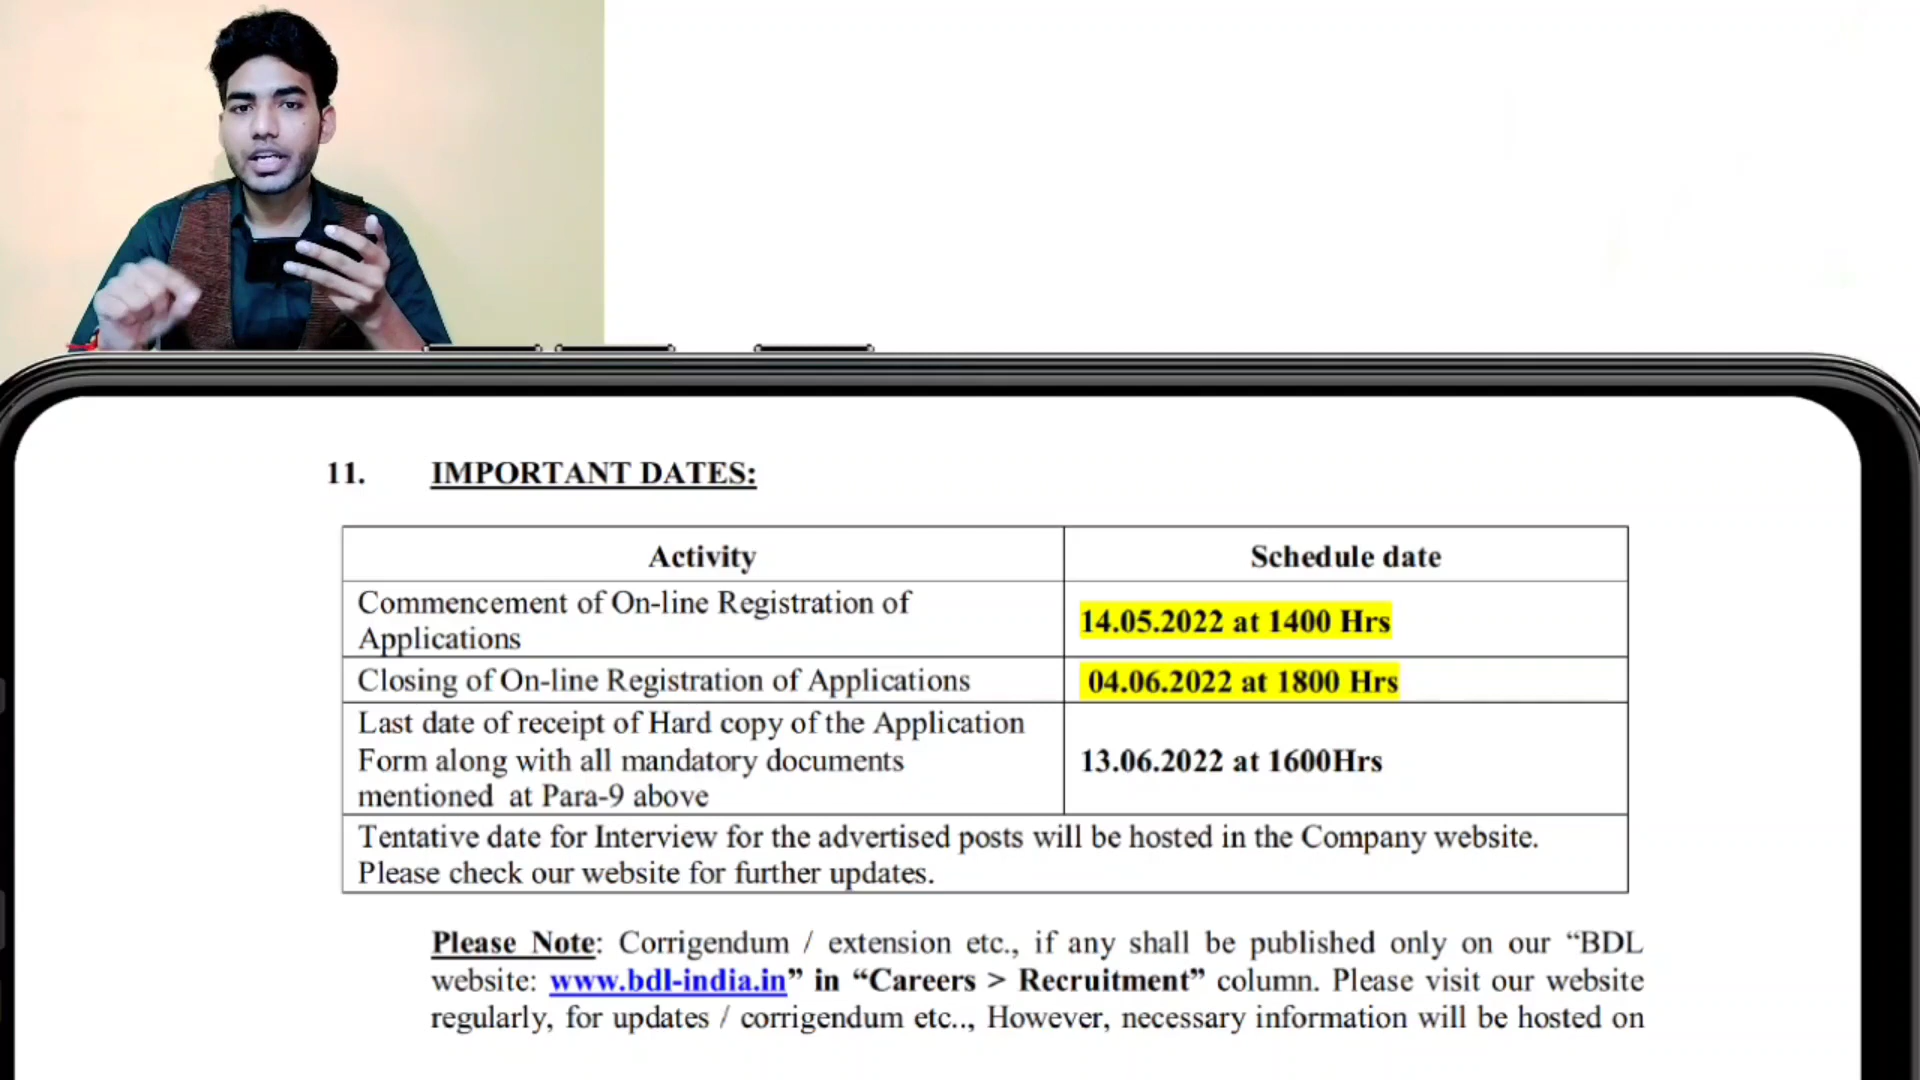 11. IMPORTANT DATES:
Activity Schedule date
Commencement of On-line Registration of
Applications
14.05.2022 at 1400 Hrs
Closing of On-line Registration of Applications 04.06.2022 at 1800 Hrs
Last date of receipt of Hard copy of the Application
Form along with all mandatory documents
mentioned at Para-9 above
13.06.2022 at 1600Hrs
Tentative date for Interview for the advertised posts will be hosted in the Company website.
Please check our website for further updates.
Please Note: Corrigendum / extension etc., if any shall be published only on our “BDL
website: www.bdl-india.in” in “Careers > Recruitment” column. Please visit our website
regularly, for updates / corrigendum etc.., However, necessary information will be hosted on